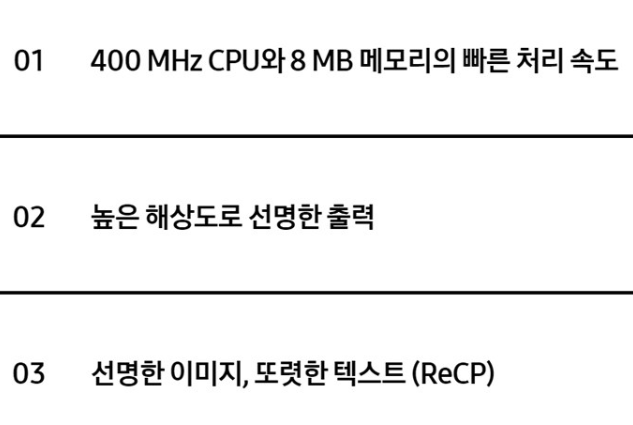 01 400 MHz CPU와 8 MB 메모리의 빠른 처리 속도
02 높은 해상도로 선명한 출력
03 선명한 이미지, 또렷한 텍스트 (ReCP)